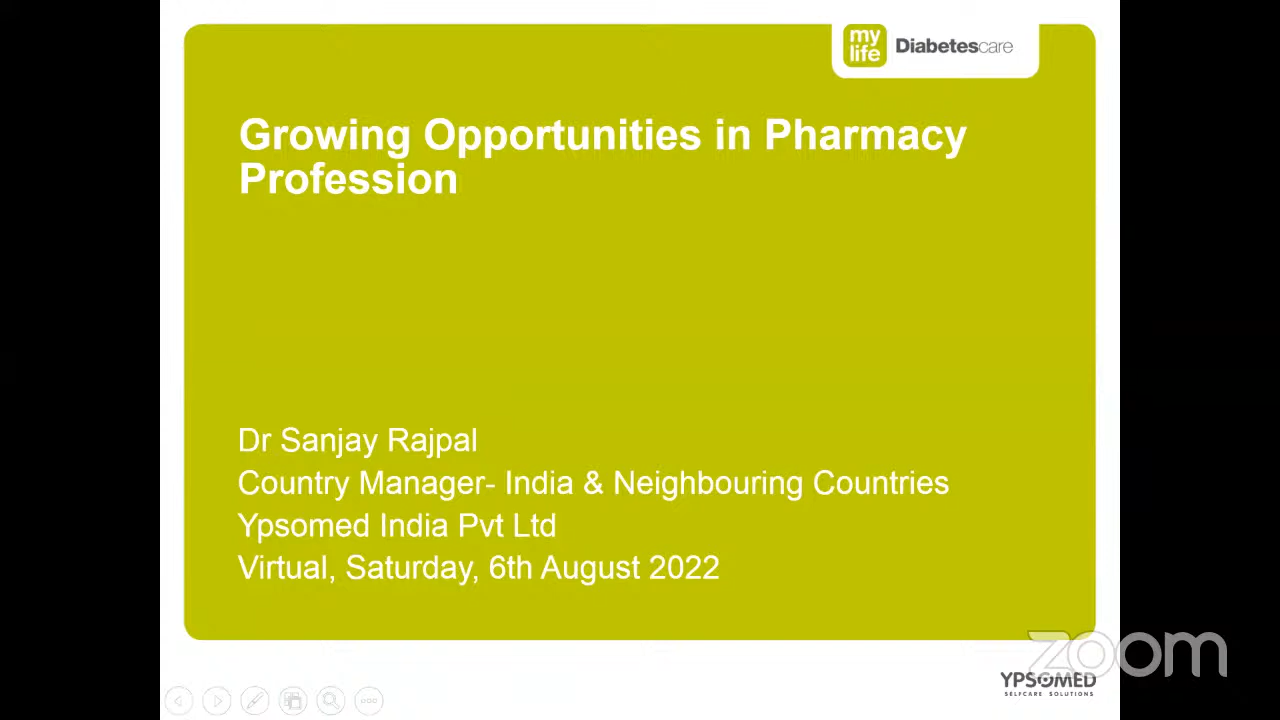 my
life
Diabetescare
Growing Opportunities in Pharmacy
Profession
Dr Sanjay Rajpal
Country Manager- India & Neighbouring Countries
Ypsomed India Pvt Ltd
Virtual, Saturday, 6th August 2022
zoom
YPSOMED
SELFCARE SOLUTIONS